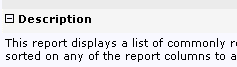 Description
This report displays a list of commonly
sorted on any of the report columns to a